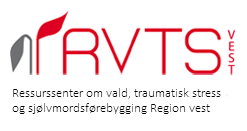 RVTS VEST
Ressurssenter om vald, traumatisk stress
og sjølvmordsførebygging Region vest